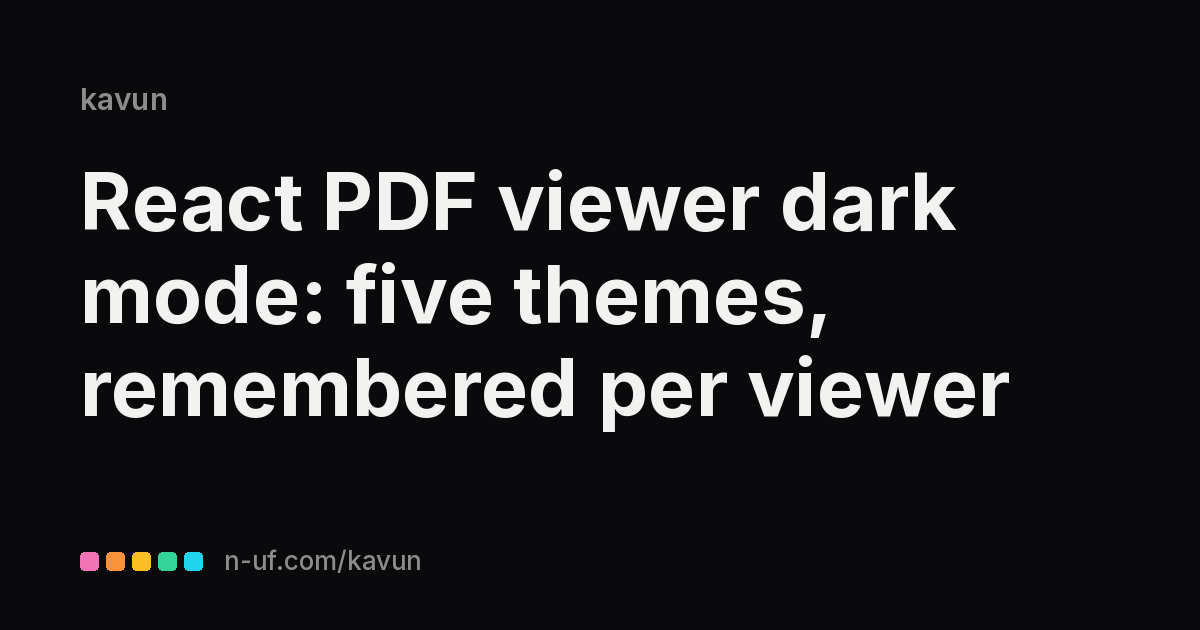 kavun
React PDF viewer dark
mode: five themes,
remembered per viewer
n-uf.com/kavun